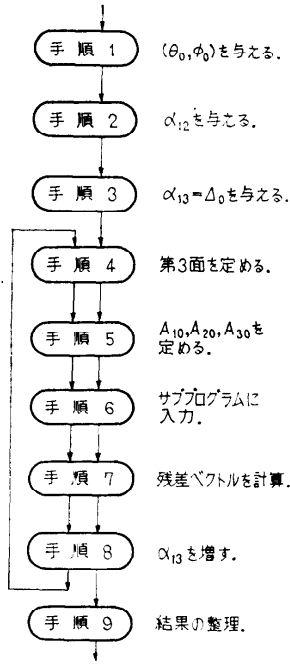 手順 1
(θ₀,φ₀)を与える.
手順 2
α₁₂を与える.
手順 3
α₁₃=Δ₀を与える.
手順 4
第3面を定める.
手順 5
A₁₀,A₂₀,A₃₀を
定める.
手順 6
サブプログラムに
入力.
手順 7
残差ベクトルを計算.
手順 8
α₁₃を増す.
手順 9
結果の整理.